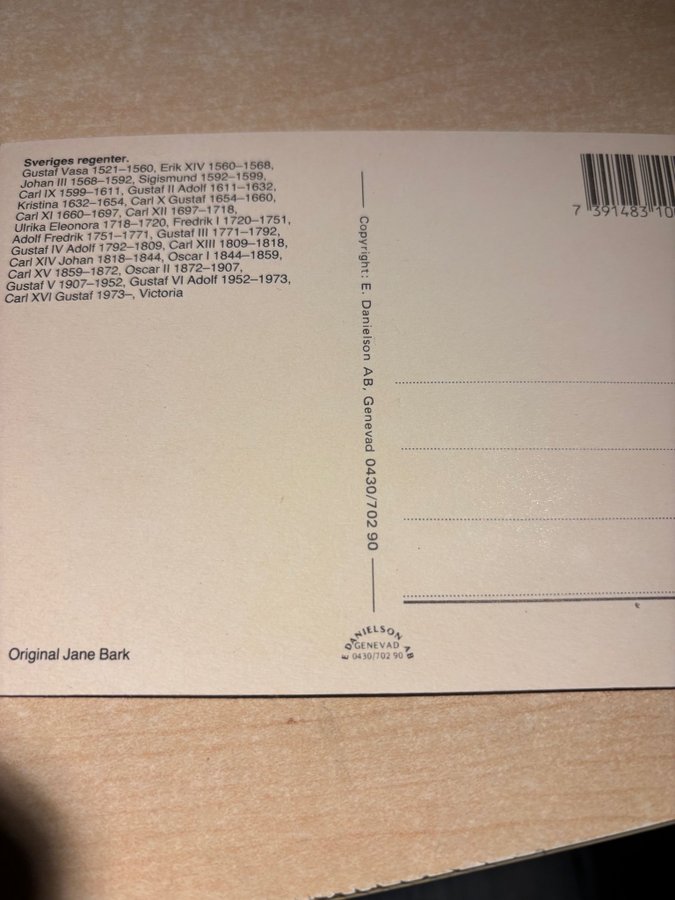 Sveriges regenter.
Gustaf Vasa 1521–1560, Erik XIV 1560–1568,
Johan III 1568–1592, Sigismund 1592–1599,
Carl IX 1599–1611, Gustaf II Adolf 1611–1632,
Kristina 1632–1654, Carl X Gustaf 1654–1660,
Carl XI 1660–1697, Carl XII 1697–1718,
Ulrika Eleonora 1718–1720, Fredrik I 1720–1751,
Adolf Fredrik 1751–1771, Gustaf III 1771–1792,
Gustaf IV Adolf 1792–1809, Carl XIII 1809–1818,
Carl XIV Johan 1818–1844, Oscar I 1844–1859,
Carl XV 1859–1872, Oscar II 1872–1907,
Gustaf V 1907–1952, Gustaf VI Adolf 1952–1973,
Carl XVI Gustaf 1973–, Victoria
Original Jane Bark
Copyright: E. Danielson AB, Genevad 0430/702 90
E DANIELSON AB
GENEVAD
0430/702 90
7 391483 10